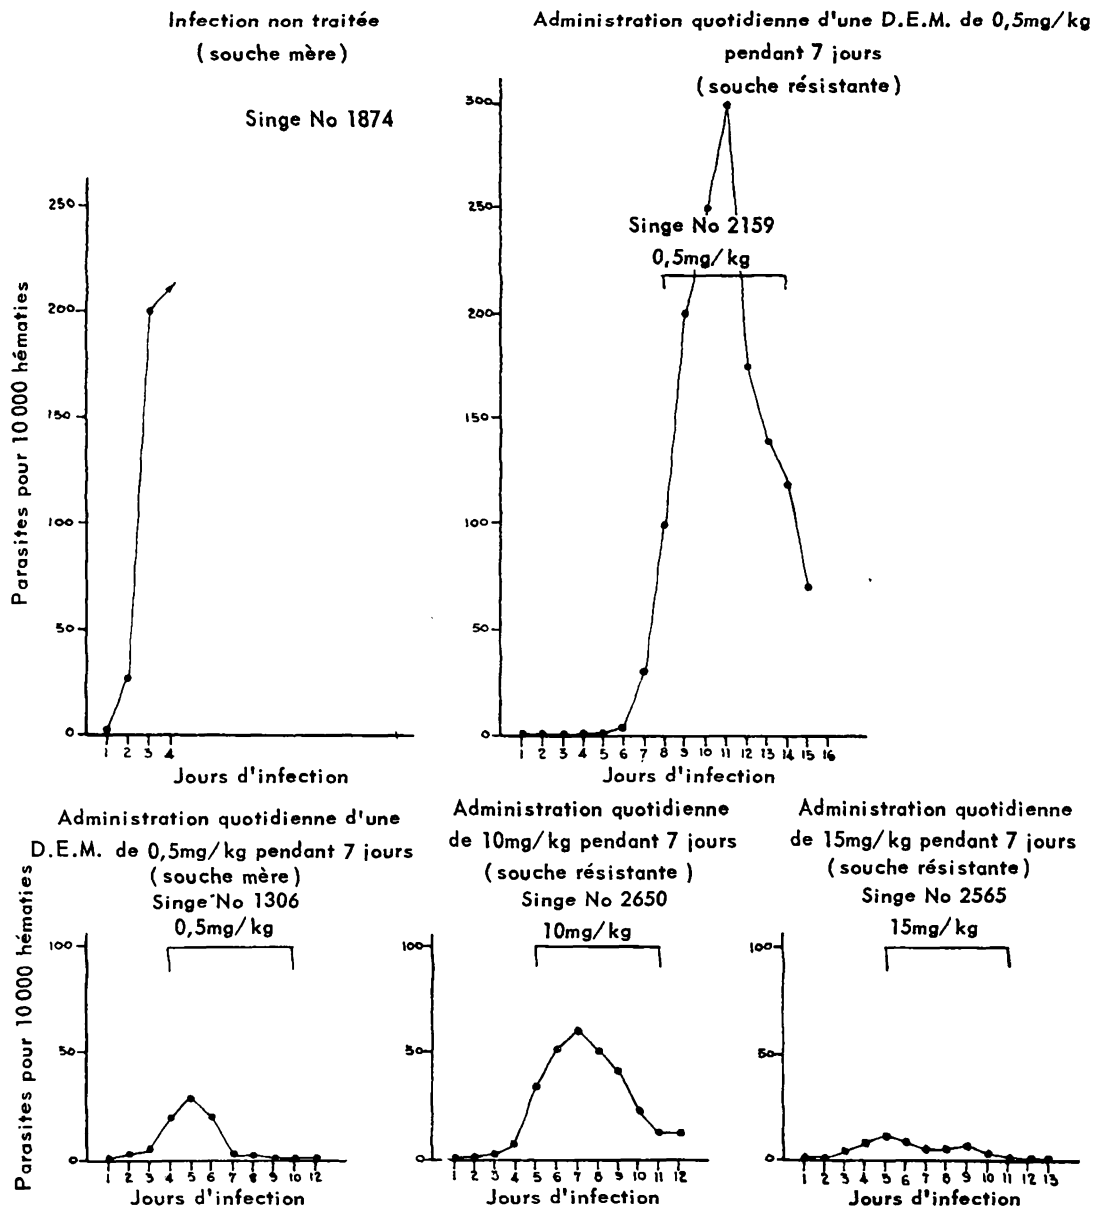 Infection non traitée
(souche mère)
Singe No 1874
Parasites pour 10 000 hématies
250
200
150
100
50
0
1 2 3 4
Jours d'infection
Administration quotidienne d'une D.E.M. de 0,5mg/kg
pendant 7 jours
(souche résistante)
300
250
Singe No 2159
0,5mg/kg
200
150
100
50
0
1 2 3 4 5 6 7 8 9 10 11 12 13 14 15 16
Jours d'infection
Administration quotidienne d'une
D.E.M. de 0,5mg/kg pendant 7 jours
(souche mère)
Singe No 1306
0,5mg/kg
Parasites pour 10 000 hématies
100
50
0
1 2 3 4 5 6 7 8 9 10 12
Jours d'infection
Administration quotidienne
de 10mg/kg pendant 7 jours
(souche résistante)
Singe No 2650
10mg/kg
100
50
0
1 2 3 4 5 6 7 8 9 10 11 12
Jours d'infection
Administration quotidienne
de 15mg/kg pendant 7 jours
(souche résistante)
Singe No 2565
15mg/kg
100
50
0
1 2 3 4 5 6 7 8 9 10 11 12 13
Jours d'infection